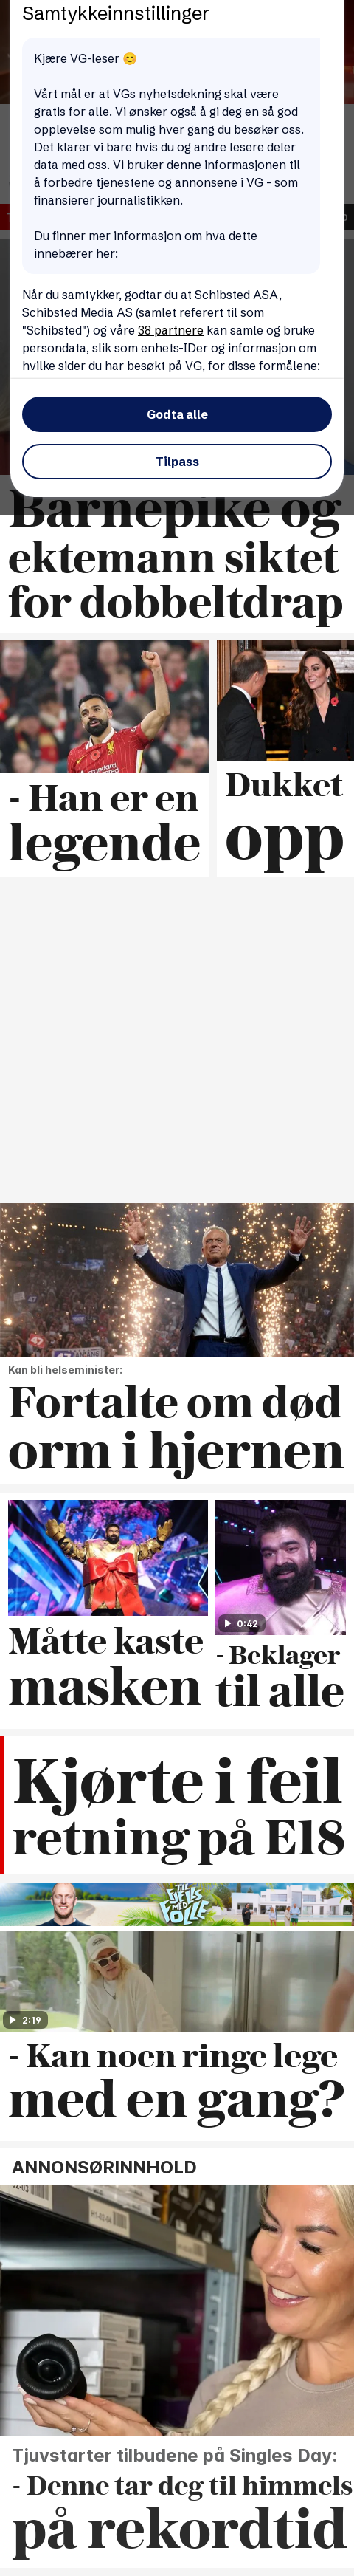 Samtykkeinnstillinger
Kjære VG-leser 😊
Vårt mål er at VGs nyhetsdekning skal være
gratis for alle. Vi ønsker også å gi deg en så god
opplevelse som mulig hver gang du besøker oss.
Det klarer vi bare hvis du og andre lesere deler
data med oss. Vi bruker denne informasjonen til
å forbedre tjenestene og annonsene i VG - som
finansierer journalistikken.
Du finner mer informasjon om hva dette
innebærer her:
Når du samtykker, godtar du at Schibsted ASA,
Schibsted Media AS (samlet referert til som
"Schibsted") og våre 38 partnere kan samle og bruke
persondata, slik som enhets-IDer og informasjon om
hvilke sider du har besøkt på VG, for disse formålene:
Godta alle
Tilpass
Barnepike og
ektemann siktet
for dobbeltdrap
- Han er en
legende
Dukket
opp
Kan bli helseminister:
Fortalte om død
orm i hjernen
Måtte kaste
masken
0:42
- Beklager
til alle
Kjørte i feil
retning på E18
TIL
FJELLS
MED
FOLLE
2:19
- Kan noen ringe lege
med en gang?
ANNONSØRINNHOLD
Tjuvstarter tilbudene på Singles Day:
- Denne tar deg til himmels
på rekordtid